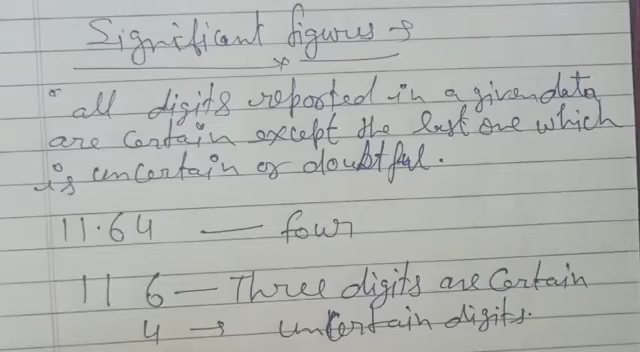 Significant figures →
" all digits reported in a given data
are certain except the last one which
is uncertain or doubtful.
11.64 — four
11 6 — Three digits are certain
4 → uncertain digits.